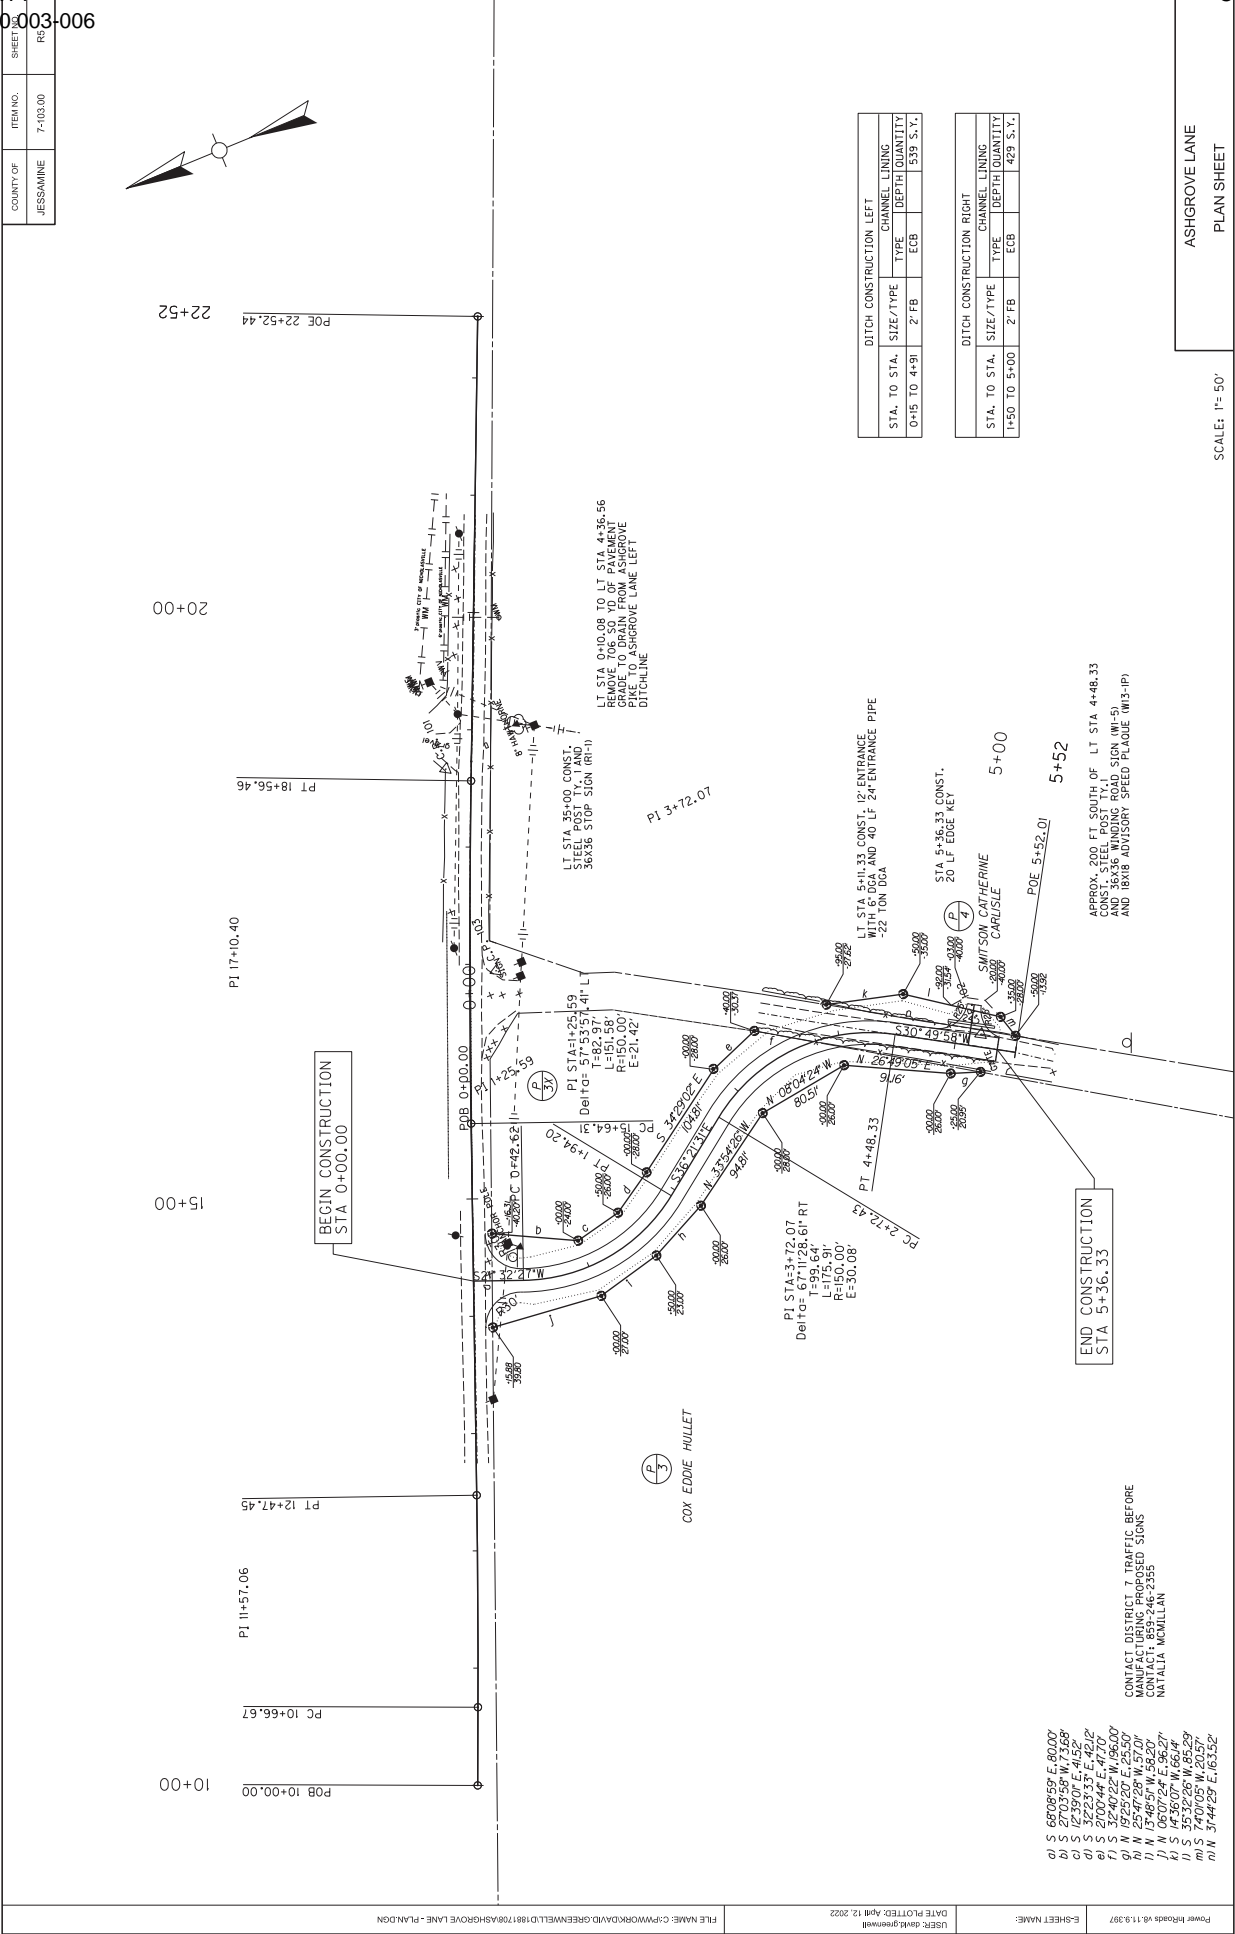 0.003-006
COUNTY OF
ITEM NO.
SHEET NO.
JESSAMINE
7-103.00
R5
22+52
POE 22+52.44
20+00
PT 18+56.46
PI 17+10.40
BEGIN CONSTRUCTION
STA 0+00.00
15+00
PC 15+64.31
POB 0+00.00
0+00
PT 12+47.45
PI 11+57.06
PC 10+66.67
10+00
POB 10+00.00
DITCH CONSTRUCTION LEFT
STA. TO STA.
SIZE/TYPE
CHANNEL LINING
TYPE
DEPTH
QUANTITY
0+15 TO 4+91
2' FB
ECB
539 S.Y.
DITCH CONSTRUCTION RIGHT
STA. TO STA.
SIZE/TYPE
CHANNEL LINING
TYPE
DEPTH
QUANTITY
1+50 TO 5+00
2' FB
ECB
429 S.Y.
LT STA 0+10.08 TO LT STA 4+36.56
REMOVE 706 SQ YD OF PAVEMENT
GRADE TO DRAIN FROM ASHGROVE
PIKE TO ASHGROVE LANE LEFT
DITCHLINE
LT STA 35+00 CONST.
STEEL POST TY. 1 AND
36X36 STOP SIGN (R1-1)
PI 3+72.07
LT STA 5+11.33 CONST. 12' ENTRANCE
WITH 6" DGA AND 40 LF 24" ENTRANCE PIPE
-22 TON DGA
STA 5+36.33 CONST.
20 LF EDGE KEY
5+00
5+52
P
4
SMITSON CATHERINE
CARLISLE
POE 5+52.01
APPROX. 200 FT SOUTH OF LT STA 4+48.33
CONST. STEEL POST TY.1
AND 36X36 WINDING ROAD SIGN (W1-5)
AND 18X18 ADVISORY SPEED PLAQUE (W13-1P)
PI 1+25.59
P
3X
PI STA=1+25.59
Delta= 57°53'57.41" LT
T=82.97'
L=151.58'
R=150.00'
E=21.42'
PC 0+42.62
PT 1+94.20
S 34°29'02" E
104.81'
S36°21'31"E
N 33°54'26" W
94.81'
N 08°04'24" W
80.51'
N 26°49'05" E
91.16'
S30°49'58"W
S21°32'27"W
R30'
PT 4+48.33
PC 2+72.43
PI STA=3+72.07
Delta= 67°11'28.61" RT
T=99.64'
L=175.91'
R=150.00'
E=30.08'
END CONSTRUCTION
STA 5+36.33
P
3
COX EDDIE HULLET
CONTACT DISTRICT 7 TRAFFIC BEFORE
MANUFACTURING PROPOSED SIGNS
CONTACT: 859-246-2355
NATALIA MCMILLAN
a) S 68°08'59" E,80.00'
b) S 27°03'58" W,73.68'
c) S 12°39'01" E,41.52'
d) S 32°23'33" E,42.12'
e) S 21°00'44" E,47.70'
f) S 32°40'22" W,196.00'
g) N 19°25'20" E,25.50'
h) N 25°47'28" W,57.01'
i) N 13°48'51" W,58.20'
j) N 06°07'24" E,96.27'
k) S 14°36'07" W,66.14'
l) S 35°32'26" W,85.29'
m) S 74°01'05" W,20.57'
n) N 31°44'29" E,163.52'
ASHGROVE LANE
PLAN SHEET
SCALE: 1"= 50'
FILE NAME: C:\PWWORK\DAVID.GREENWELL\D1881708\ASHGROVE LANE - PLAN.DGN
USER: david.greenwell
DATE PLOTTED: April 12, 2022
E-SHEET NAME:
Power InRoads v8.11.9.397